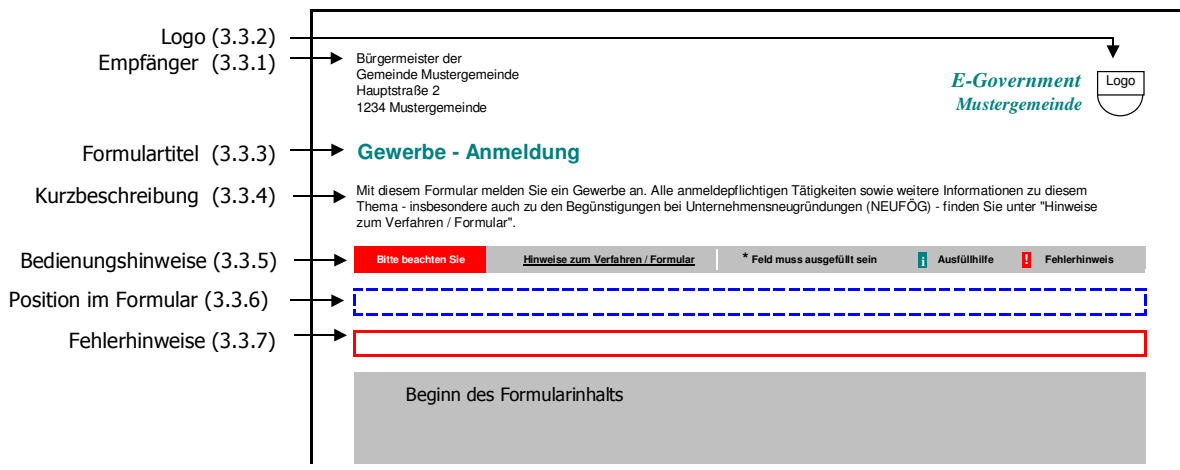 Logo (3.3.2)
Empfänger (3.3.1)
Bürgermeister der
Gemeinde Mustergemeinde
Hauptstraße 2
1234 Mustergemeinde
E-Government
Mustergemeinde
Logo
Formulartitel (3.3.3)
Gewerbe - Anmeldung
Kurzbeschreibung (3.3.4)
Mit diesem Formular melden Sie ein Gewerbe an. Alle anmeldepflichtigen Tätigkeiten sowie weitere Informationen zu diesem
Thema - insbesondere auch zu den Begünstigungen bei Unternehmensneugründungen (NEUFÖG) - finden Sie unter "Hinweise
zum Verfahren / Formular".
Bedienungshinweise (3.3.5)
Bitte beachten Sie Hinweise zum Verfahren / Formular * Feld muss ausgefüllt sein i Ausfüllhilfe ! Fehlerhinweis
Position im Formular (3.3.6)
Fehlerhinweise (3.3.7)
Beginn des Formularinhalts